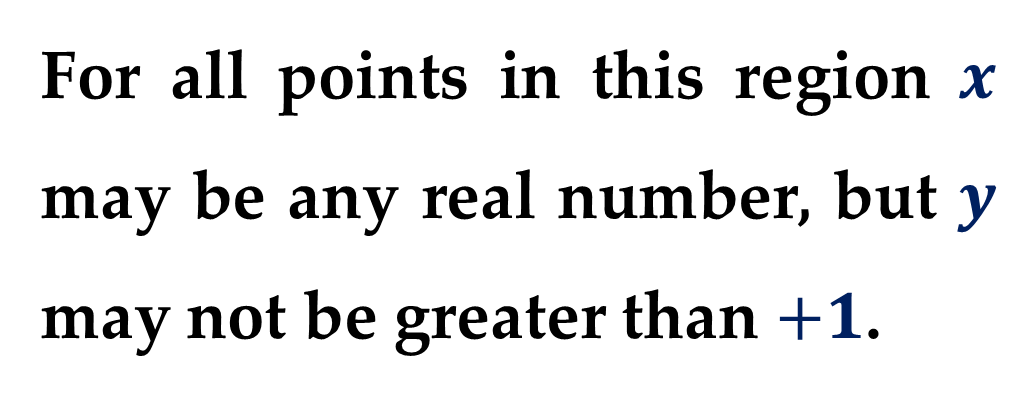 For all points in this region x
may be any real number, but y
may not be greater than +1.